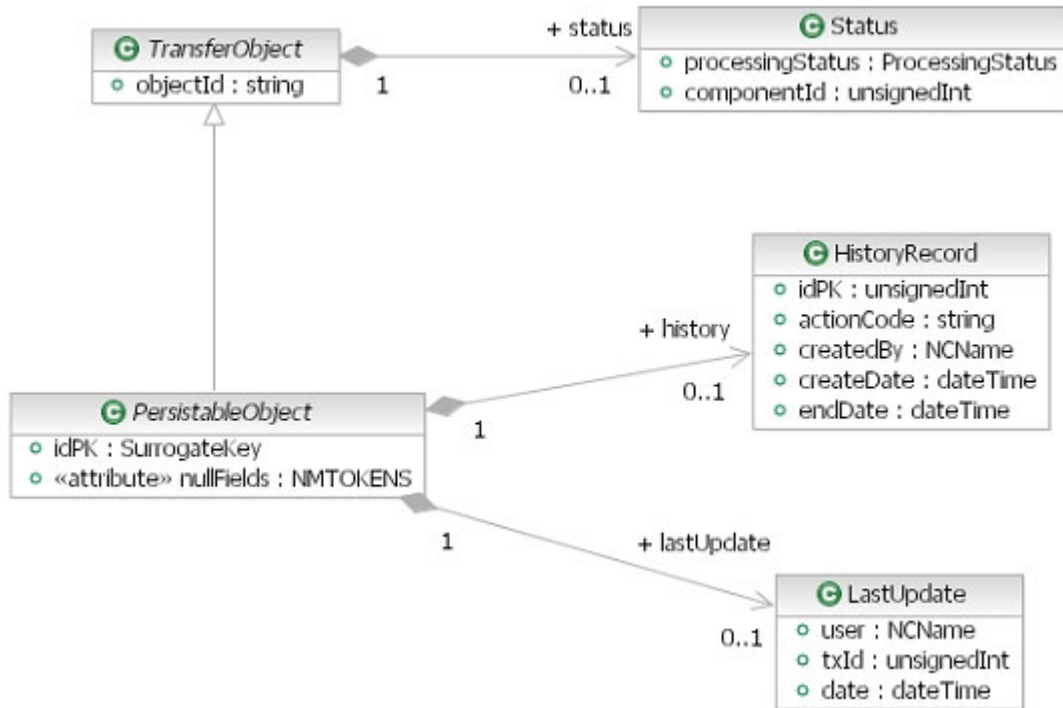 TransferObject
objectId : string
1
+ status
0..1
Status
processingStatus : ProcessingStatus
componentId : unsignedInt
HistoryRecord
idPK : unsignedInt
actionCode : string
createdBy : NCName
createDate : dateTime
endDate : dateTime
+ history
0..1
1
PersistableObject
idPK : SurrogateKey
«attribute» nullFields : NMTOKENS
1
+ lastUpdate
0..1
LastUpdate
user : NCName
txId : unsignedInt
date : dateTime